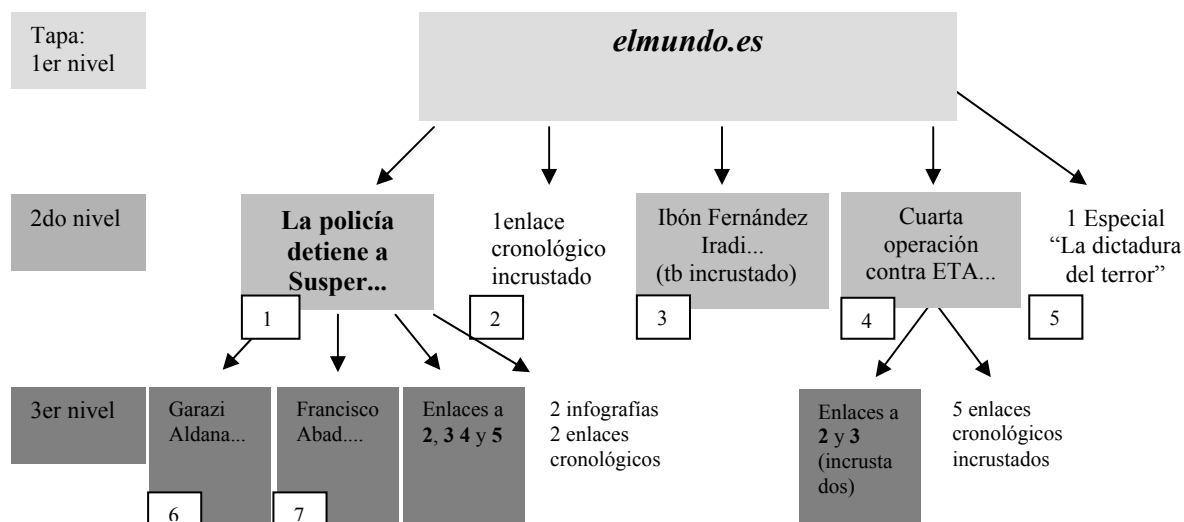 Tapa:
1er nivel
elmundo.es
2do nivel
La policía
detiene a
Susper...
1
1enlace
cronológico
incrustado
2
Ibón Fernández
Iradi...
(tb incrustado)
3
Cuarta
operación
contra ETA...
4
1 Especial
“La dictadura
del terror”
5
3er nivel
Garazi
Aldana...
6
Francisco
Abad....
7
Enlaces a
2, 3 4 y 5
2 infografías
2 enlaces
cronológicos
Enlaces a
2 y 3
(incrusta
dos)
5 enlaces
cronológicos
incrustados